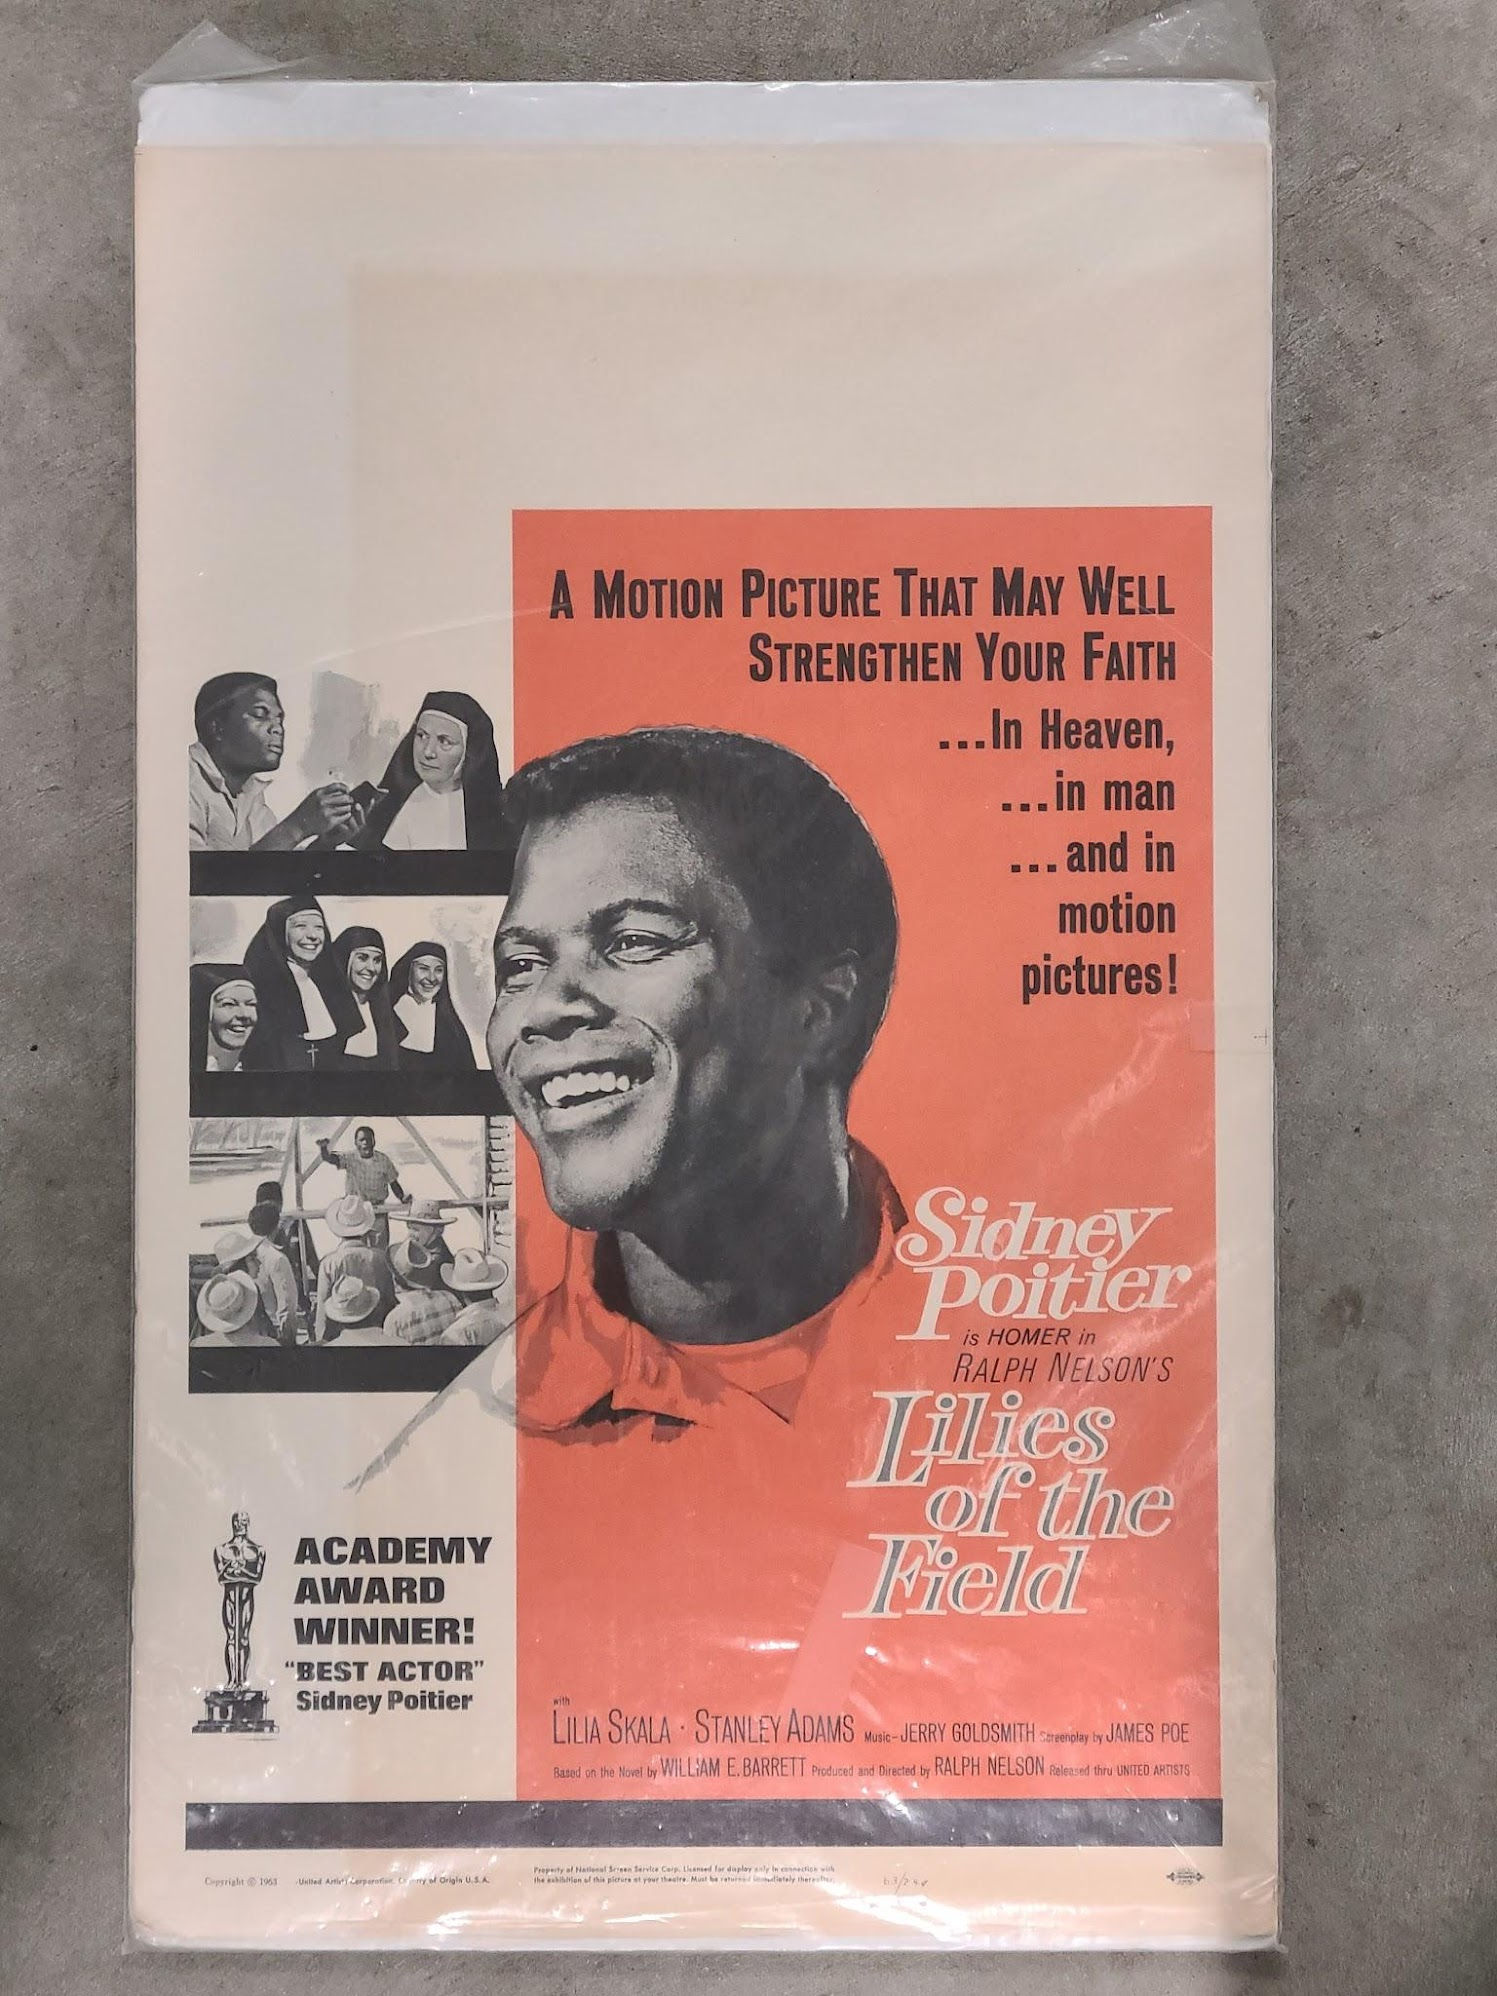 A MOTION PICTURE THAT MAY WELL
STRENGTHEN YOUR FAITH
...In Heaven,
...in man
...and in
motion
pictures!
Sidney
Poitier
is HOMER in
RALPH NELSON'S
Lilies
of the
Field
ACADEMY
AWARD
WINNER!
"BEST ACTOR"
Sidney Poitier
with
LILIA SKALA · STANLEY ADAMS Music-JERRY GOLDSMITH Screenplay by JAMES POE
Based on the Novel by WILLIAM E. BARRETT Produced and Directed by RALPH NELSON Released thru UNITED ARTISTS
Copyright © 1963 United Artists Corporation. Country of Origin U.S.A.
Property of National Screen Service Corp. Licensed for display only in connection with
the exhibition of this picture at your theatre. Must be returned immediately thereafter.